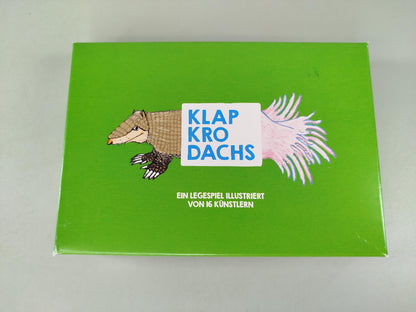 KLAP
KRO
DACHS
EIN LEGESPIEL ILLUSTRIERT
VON 16 KÜNSTLERN